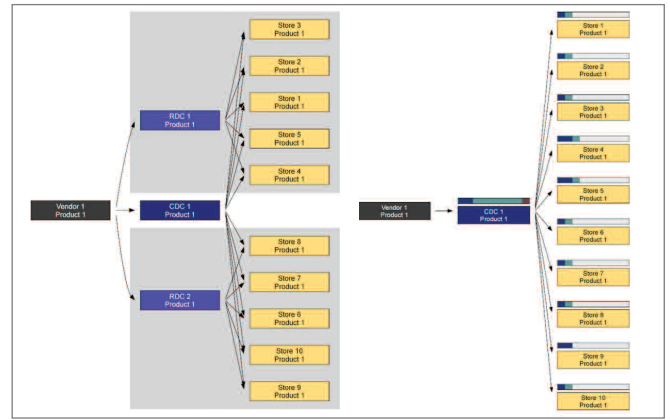 Store 3
Product 1
Store 2
Product 1
Store 1
Product 1
RDC 1
Product 1
Store 5
Product 1
Store 4
Product 1
Vendor 1
Product 1
CDC 1
Product 1
Store 8
Product 1
Store 7
Product 1
RDC 2
Product 1
Store 6
Product 1
Store 10
Product 1
Store 9
Product 1
Store 1
Product 1
Store 2
Product 1
Store 3
Product 1
Store 4
Product 1
Store 5
Product 1
Vendor 1
Product 1
CDC 1
Product 1
Store 6
Product 1
Store 7
Product 1
Store 8
Product 1
Store 9
Product 1
Store 10
Product 1